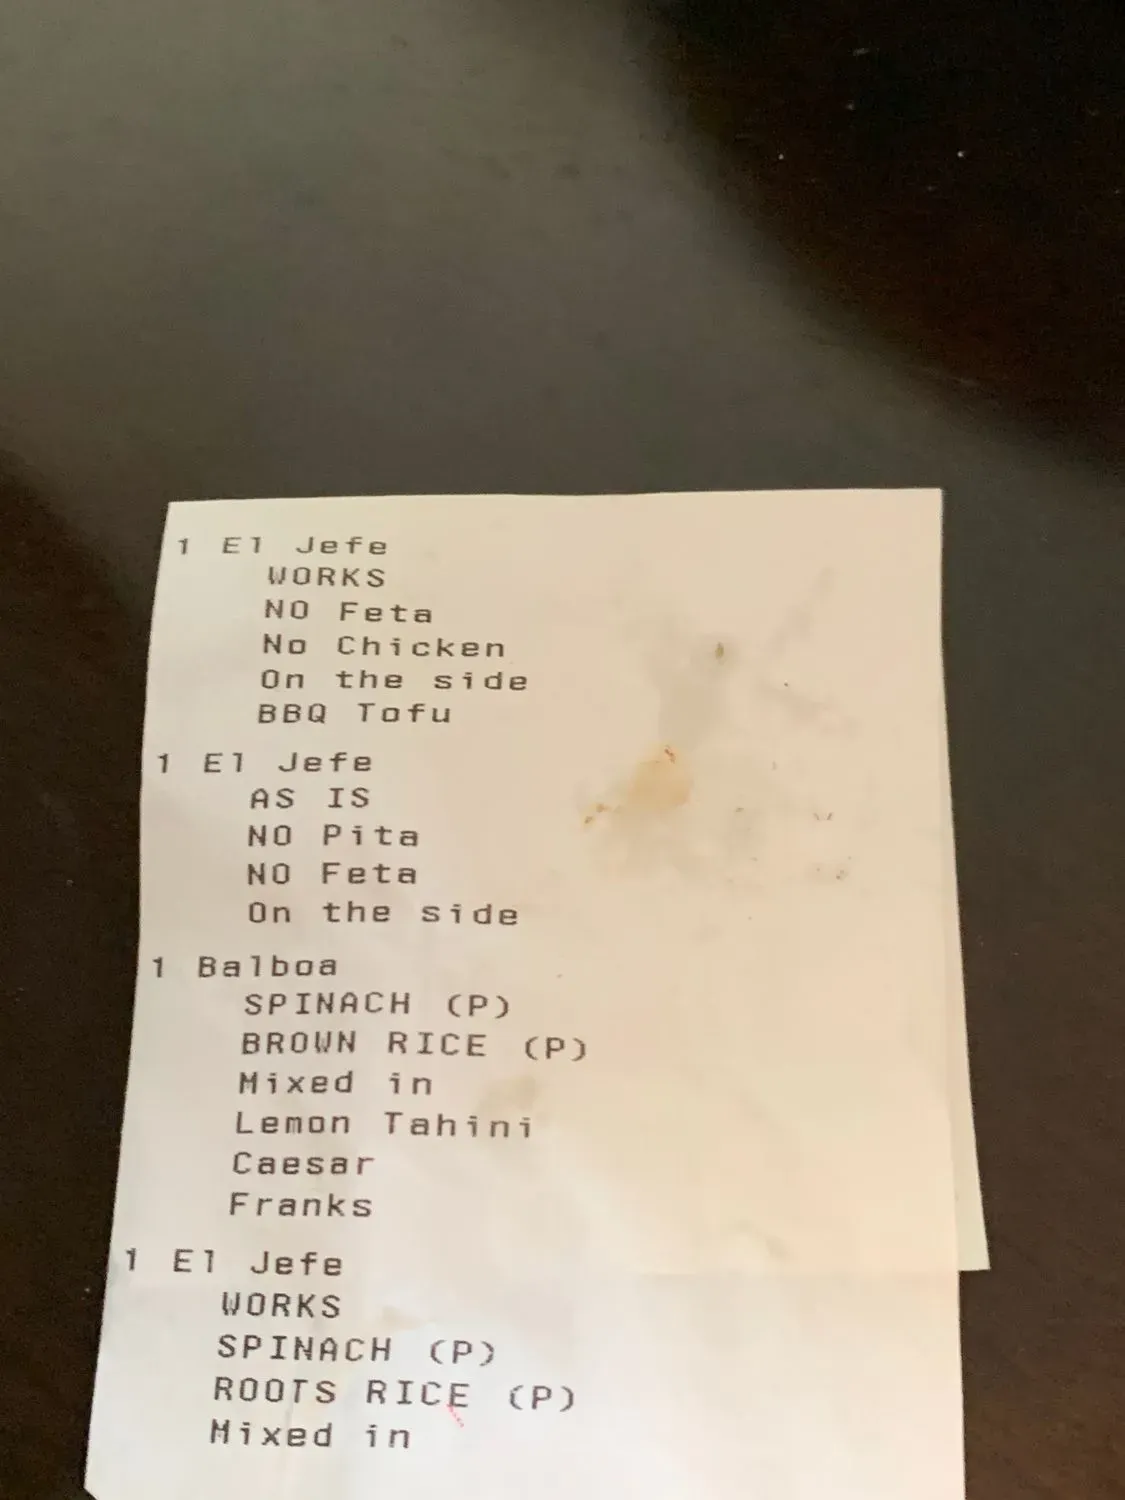 1 El Jefe
WORKS
NO Feta
No Chicken
On the side
BBQ Tofu
1 El Jefe
AS IS
NO Pita
NO Feta
On the side
1 Balboa
SPINACH (P)
BROWN RICE (P)
Mixed in
Lemon Tahini
Caesar
Franks
1 El Jefe
WORKS
SPINACH (P)
ROOTS RICE (P)
Mixed in